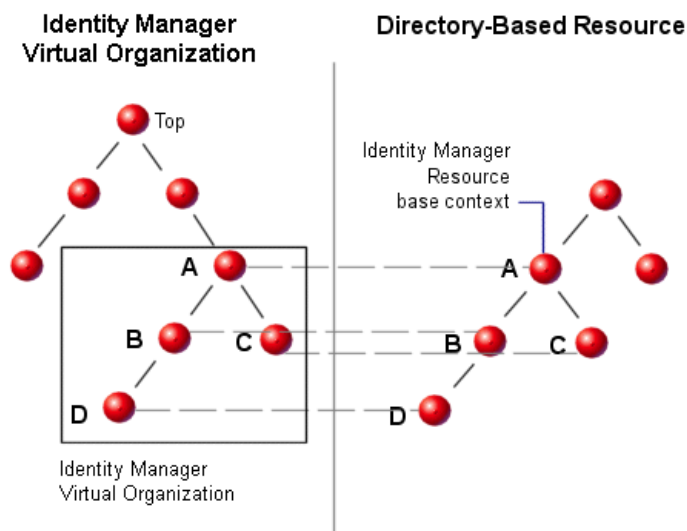 Identity Manager
Virtual Organization
Directory-Based Resource
Top
Identity Manager
Resource
base context
A
B
C
D
A
B
C
D
Identity Manager
Virtual Organization